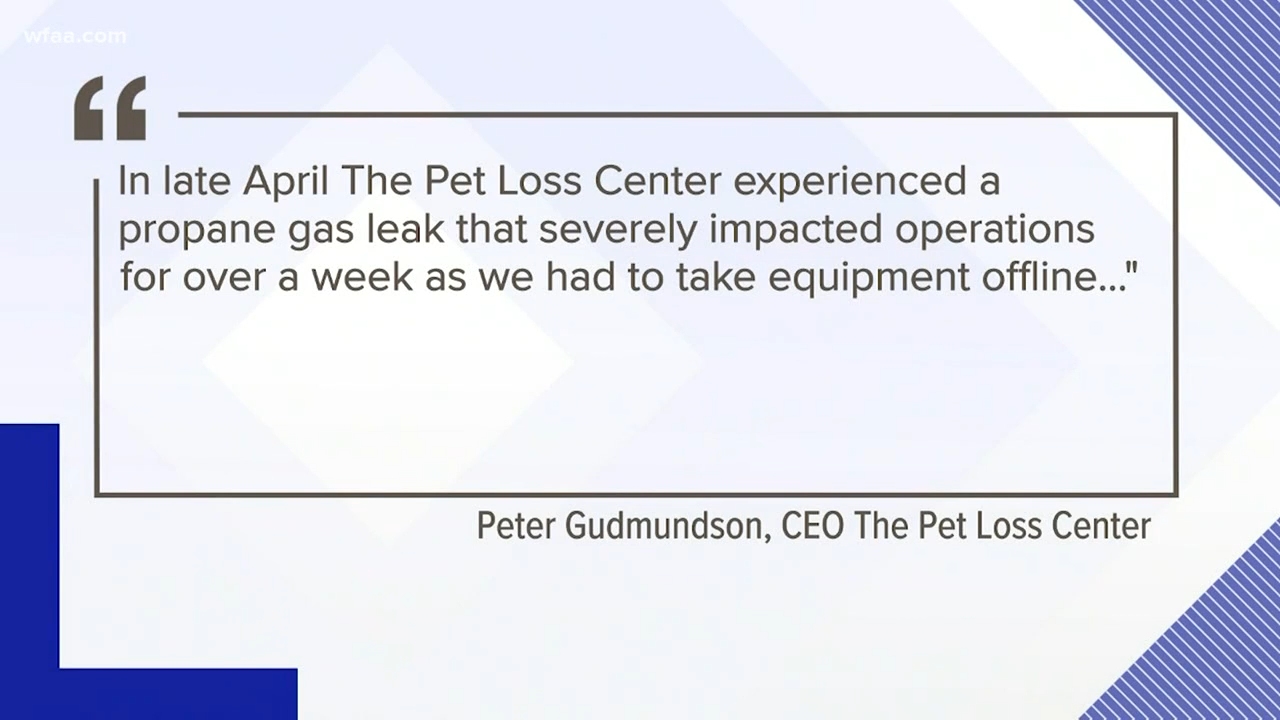 wfaa.com
“
In late April The Pet Loss Center experienced a
propane gas leak that severely impacted operations
for over a week as we had to take equipment offline..."
Peter Gudmundson, CEO The Pet Loss Center